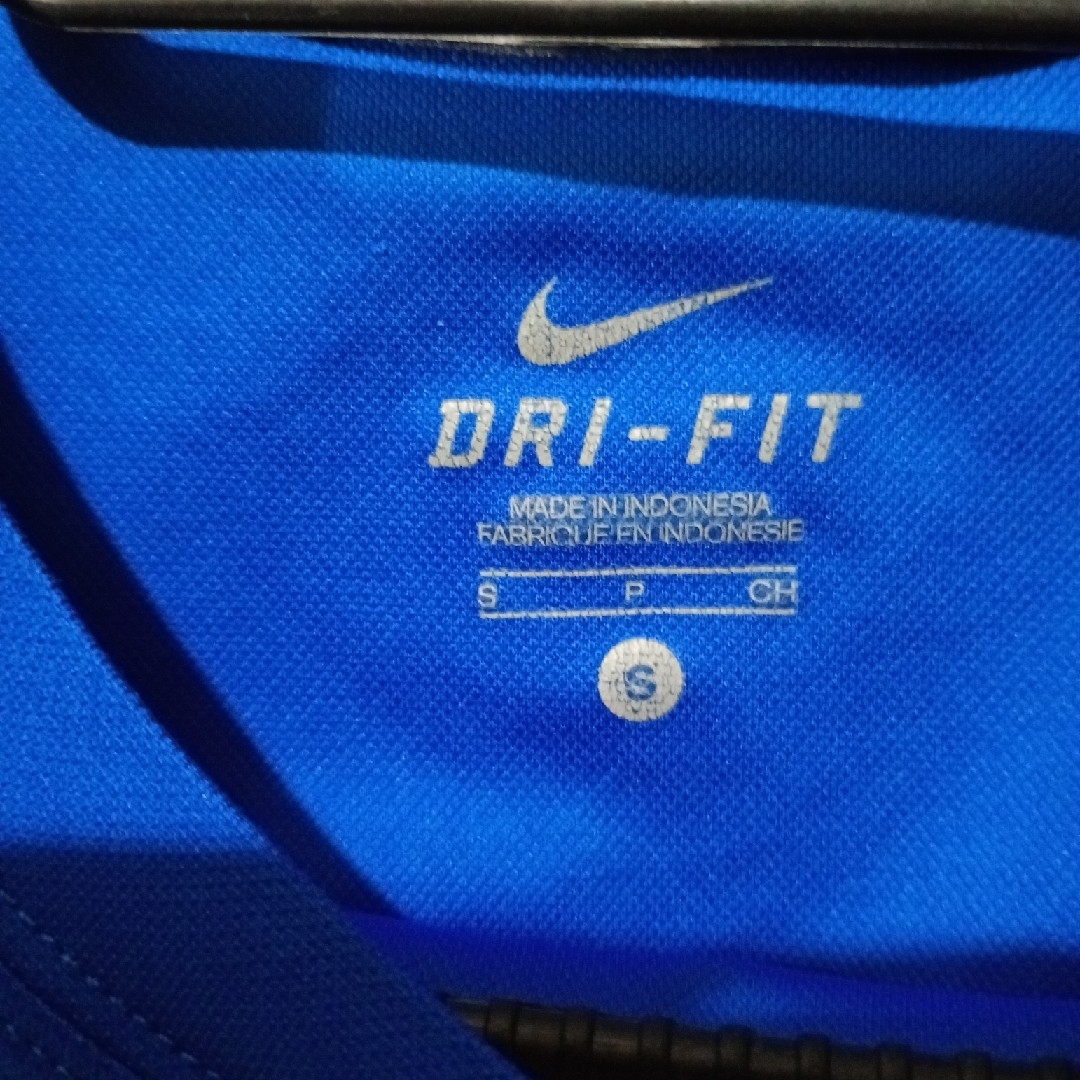 DRI-FIT
MADE IN INDONESIA
FABRIQUE EN INDONESIE
S P CH
S